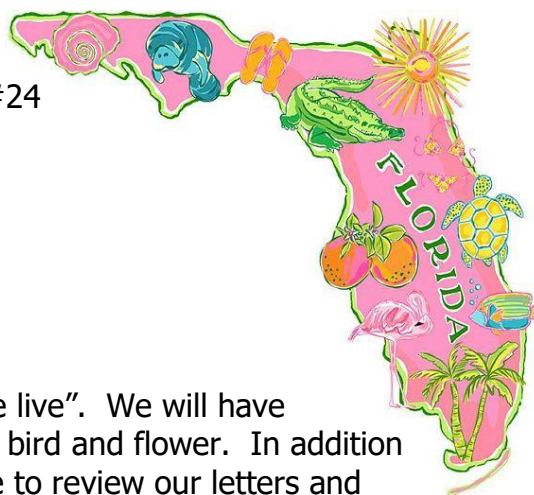 #24
FLORIDA
e live”.  We will have
bird and flower.  In addition
e to review our letters and